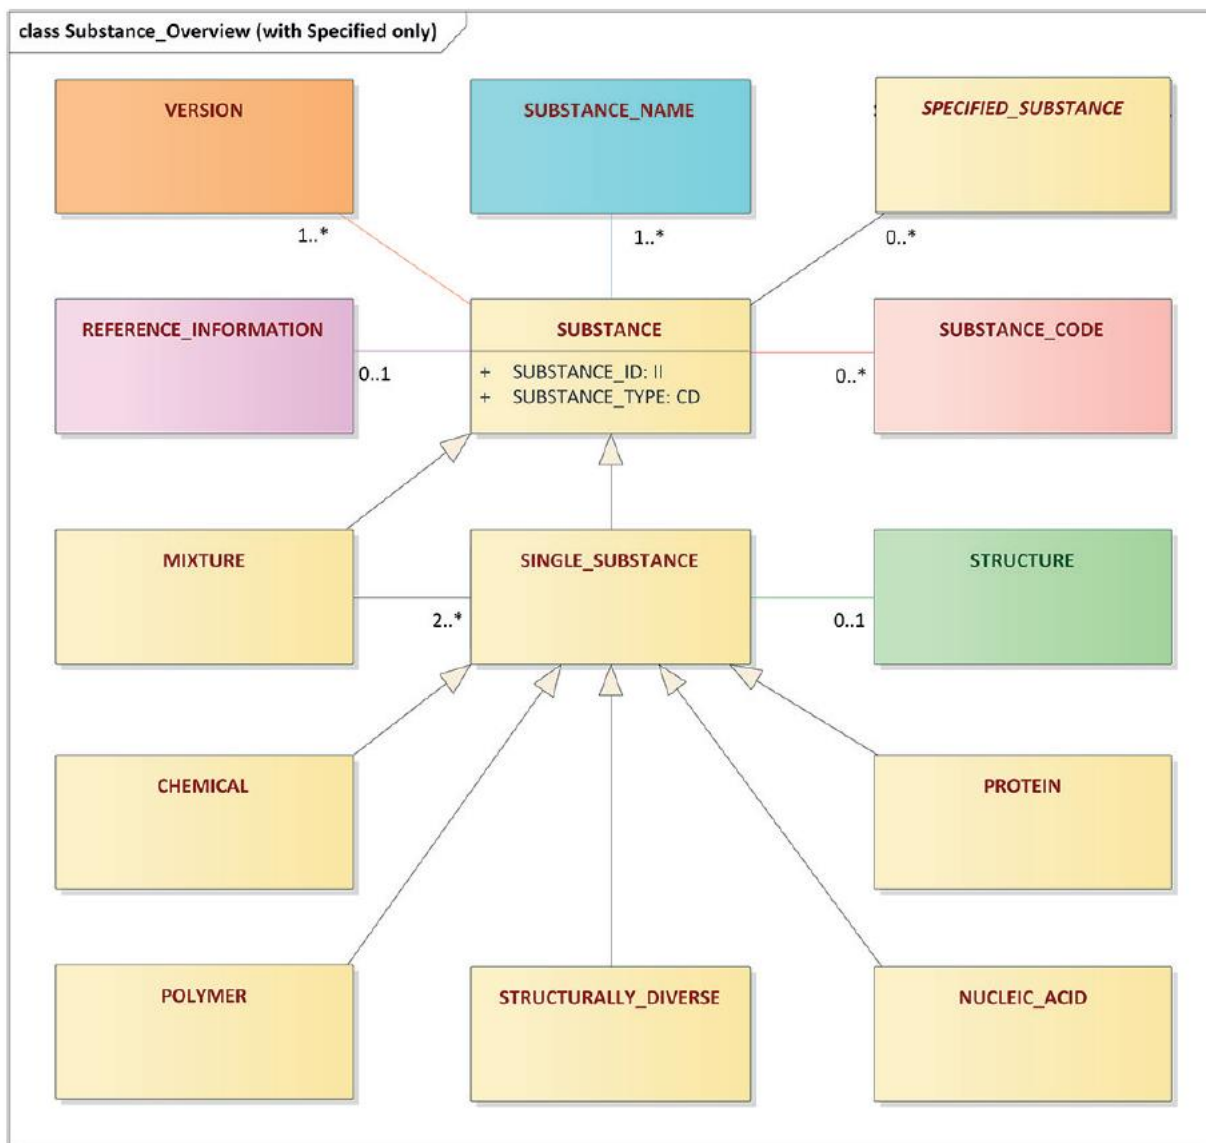 class Substance_Overview (with Specified only)
VERSION
SUBSTANCE_NAME
SPECIFIED_SUBSTANCE
1..*
1..*
0..*
REFERENCE_INFORMATION
SUBSTANCE
SUBSTANCE_CODE
+ SUBSTANCE_ID: II
+ SUBSTANCE_TYPE: CD
0..1
0..*
MIXTURE
SINGLE_SUBSTANCE
STRUCTURE
2..*
0..1
CHEMICAL
PROTEIN
POLYMER
STRUCTURALLY_DIVERSE
NUCLEIC_ACID